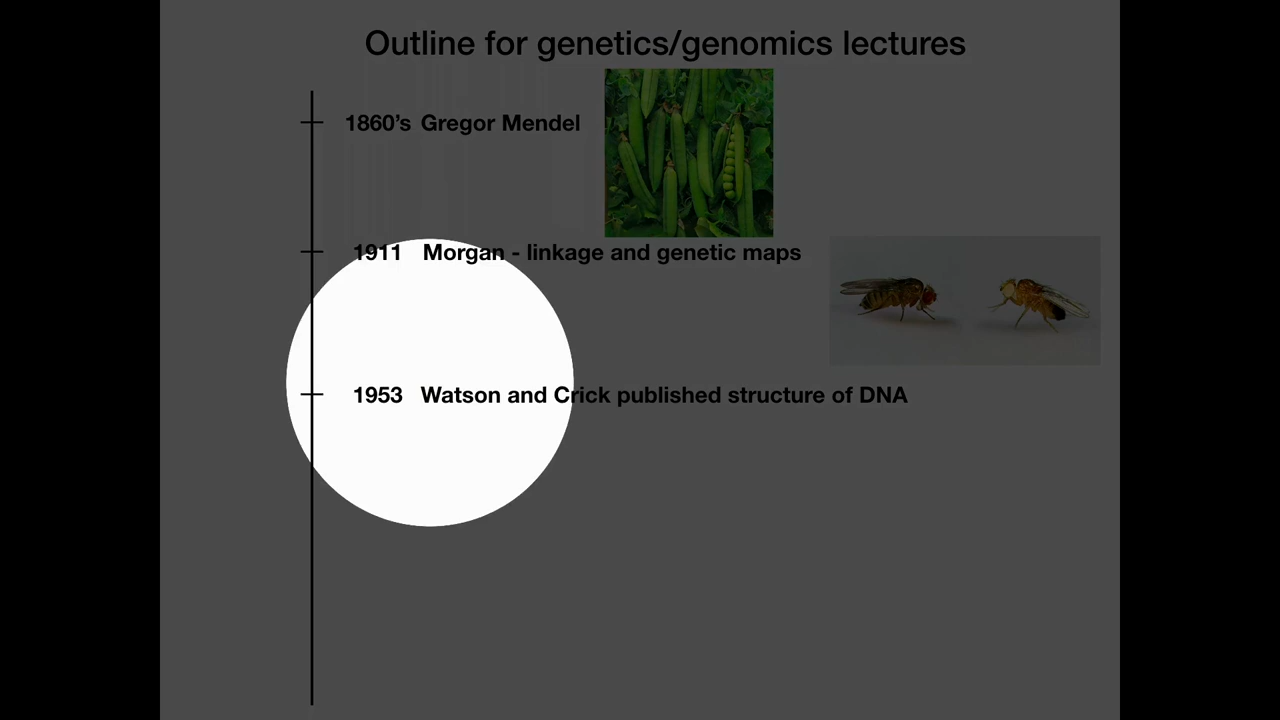 Outline for genetics/genomics lectures
1860’s Gregor Mendel
1911 Morgan - linkage and genetic maps
1953 Watson and Crick published structure of DNA